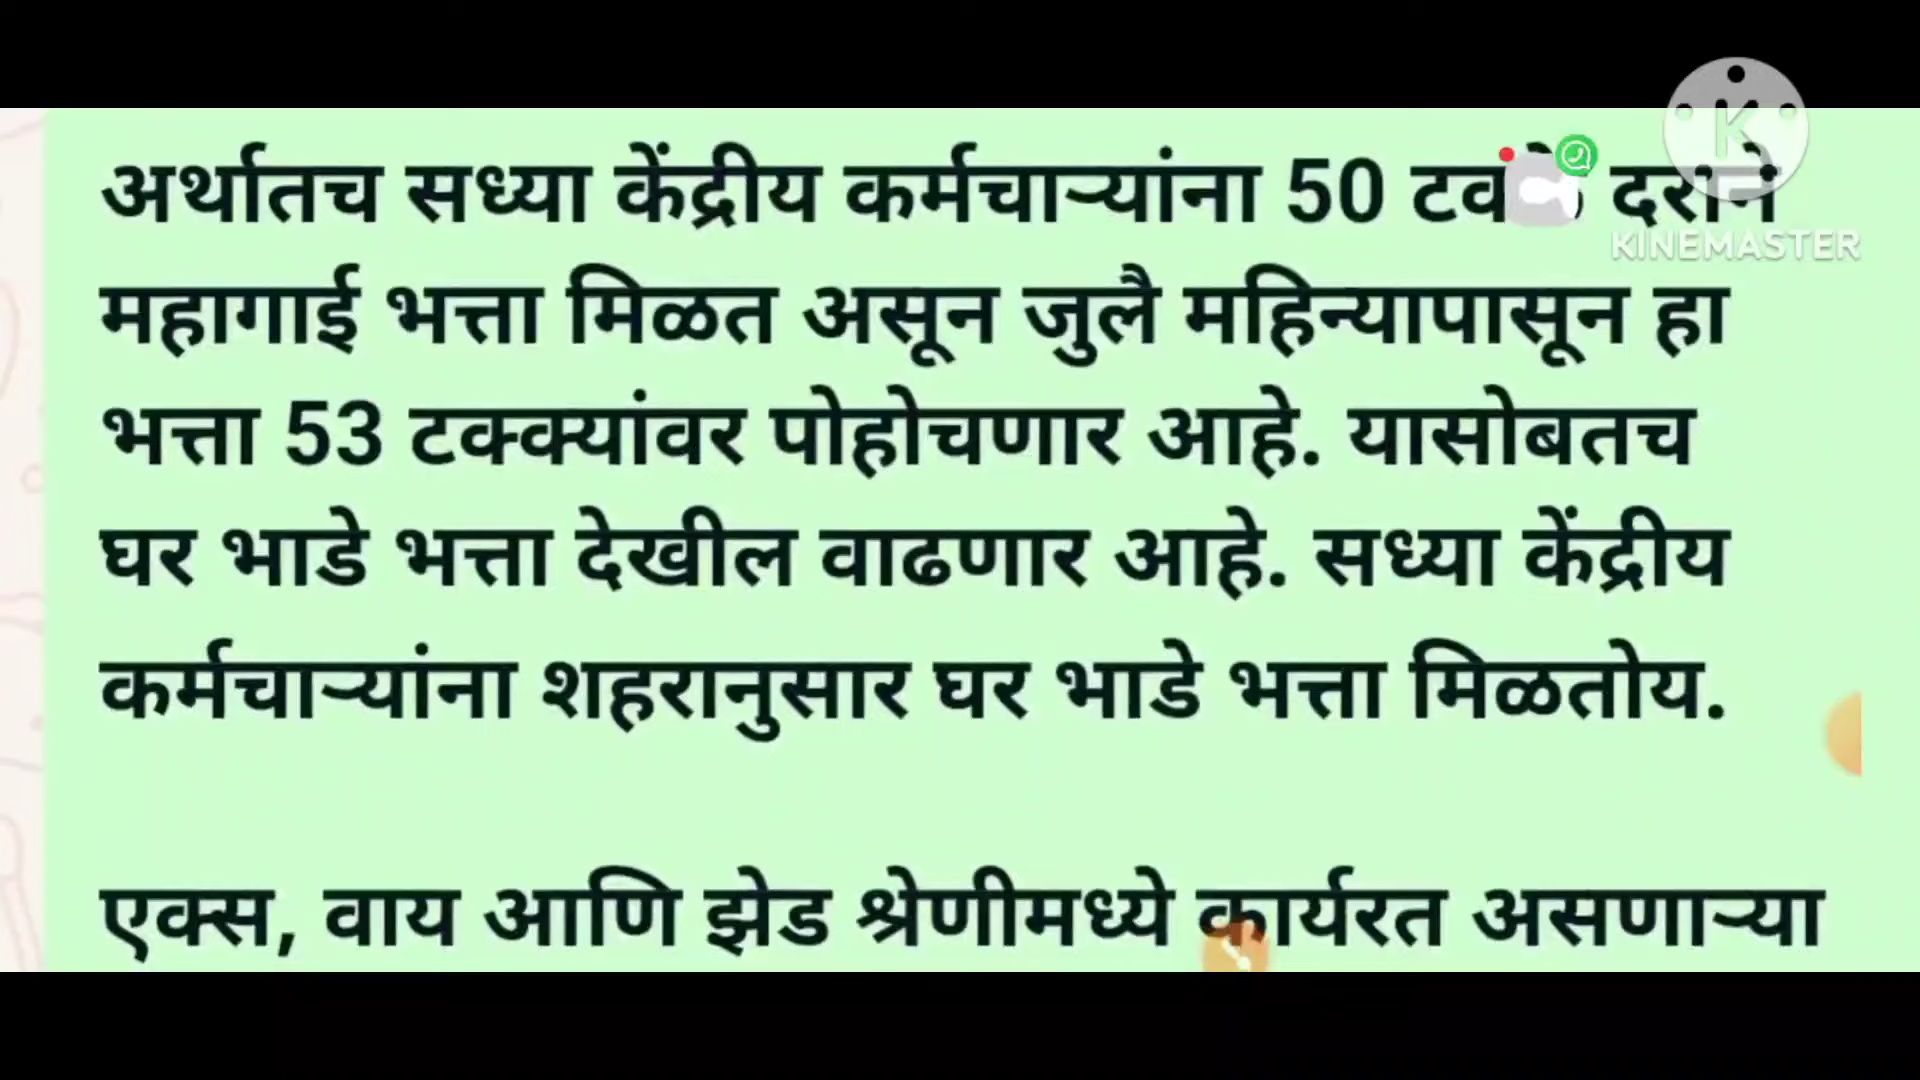 अर्थातच सध्या केंद्रीय कर्मचाऱ्यांना 50 दराने
महागाई भत्ता मिळत असून जुलै महिन्यापासून हा
भत्ता 53 टक्क्यांवर पोहोचणार आहे. यासोबतच
घर भाडे भत्ता देखील वाढणार आहे. सध्या केंद्रीय
कर्मचाऱ्यांना शहरानुसार घर भाडे भत्ता मिळतोय.
एक्स, वाय आणि झेड श्रेणीमध्ये कार्यरत असणाऱ्या
K
KINEMASTER